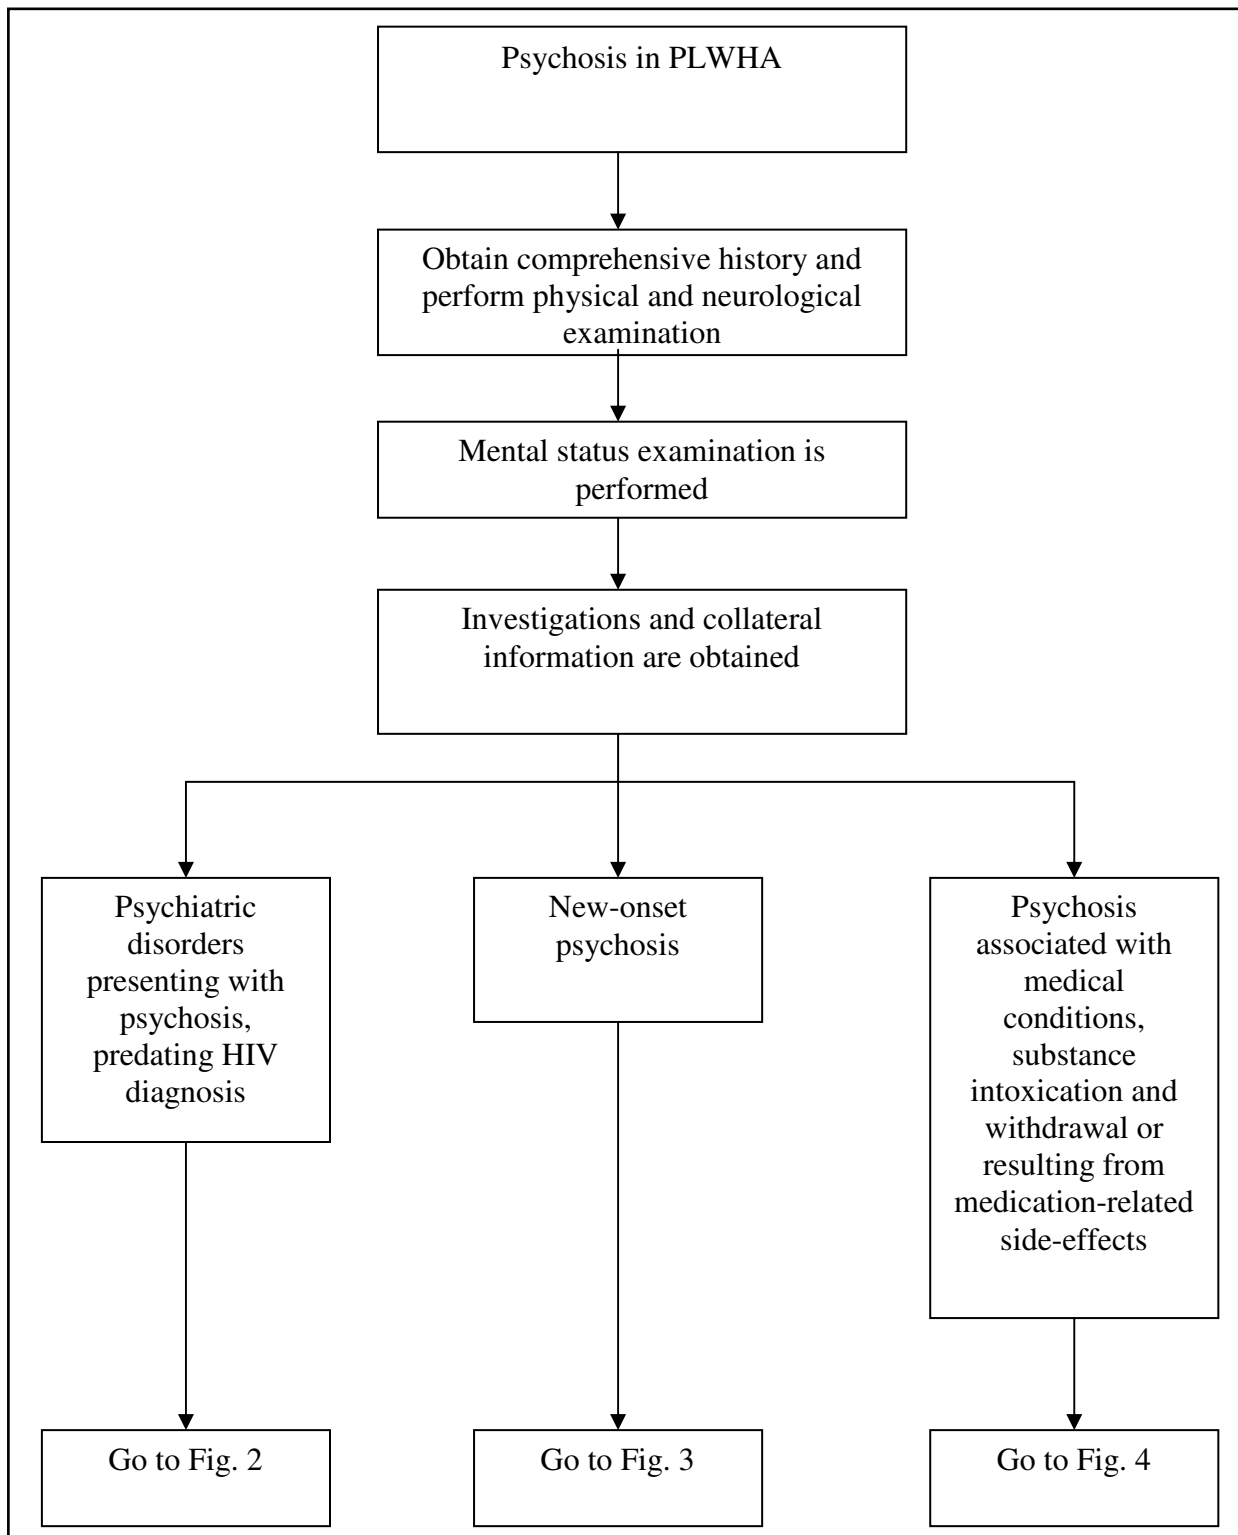 Psychosis in PLWHA
Obtain comprehensive history and
perform physical and neurological
examination
Mental status examination is
performed
Investigations and collateral
information are obtained
Psychiatric
disorders
presenting with
psychosis,
predating HIV
diagnosis
New-onset
psychosis
Psychosis
associated with
medical
conditions,
substance
intoxication and
withdrawal or
resulting from
medication-related
side-effects
Go to Fig. 2
Go to Fig. 3
Go to Fig. 4